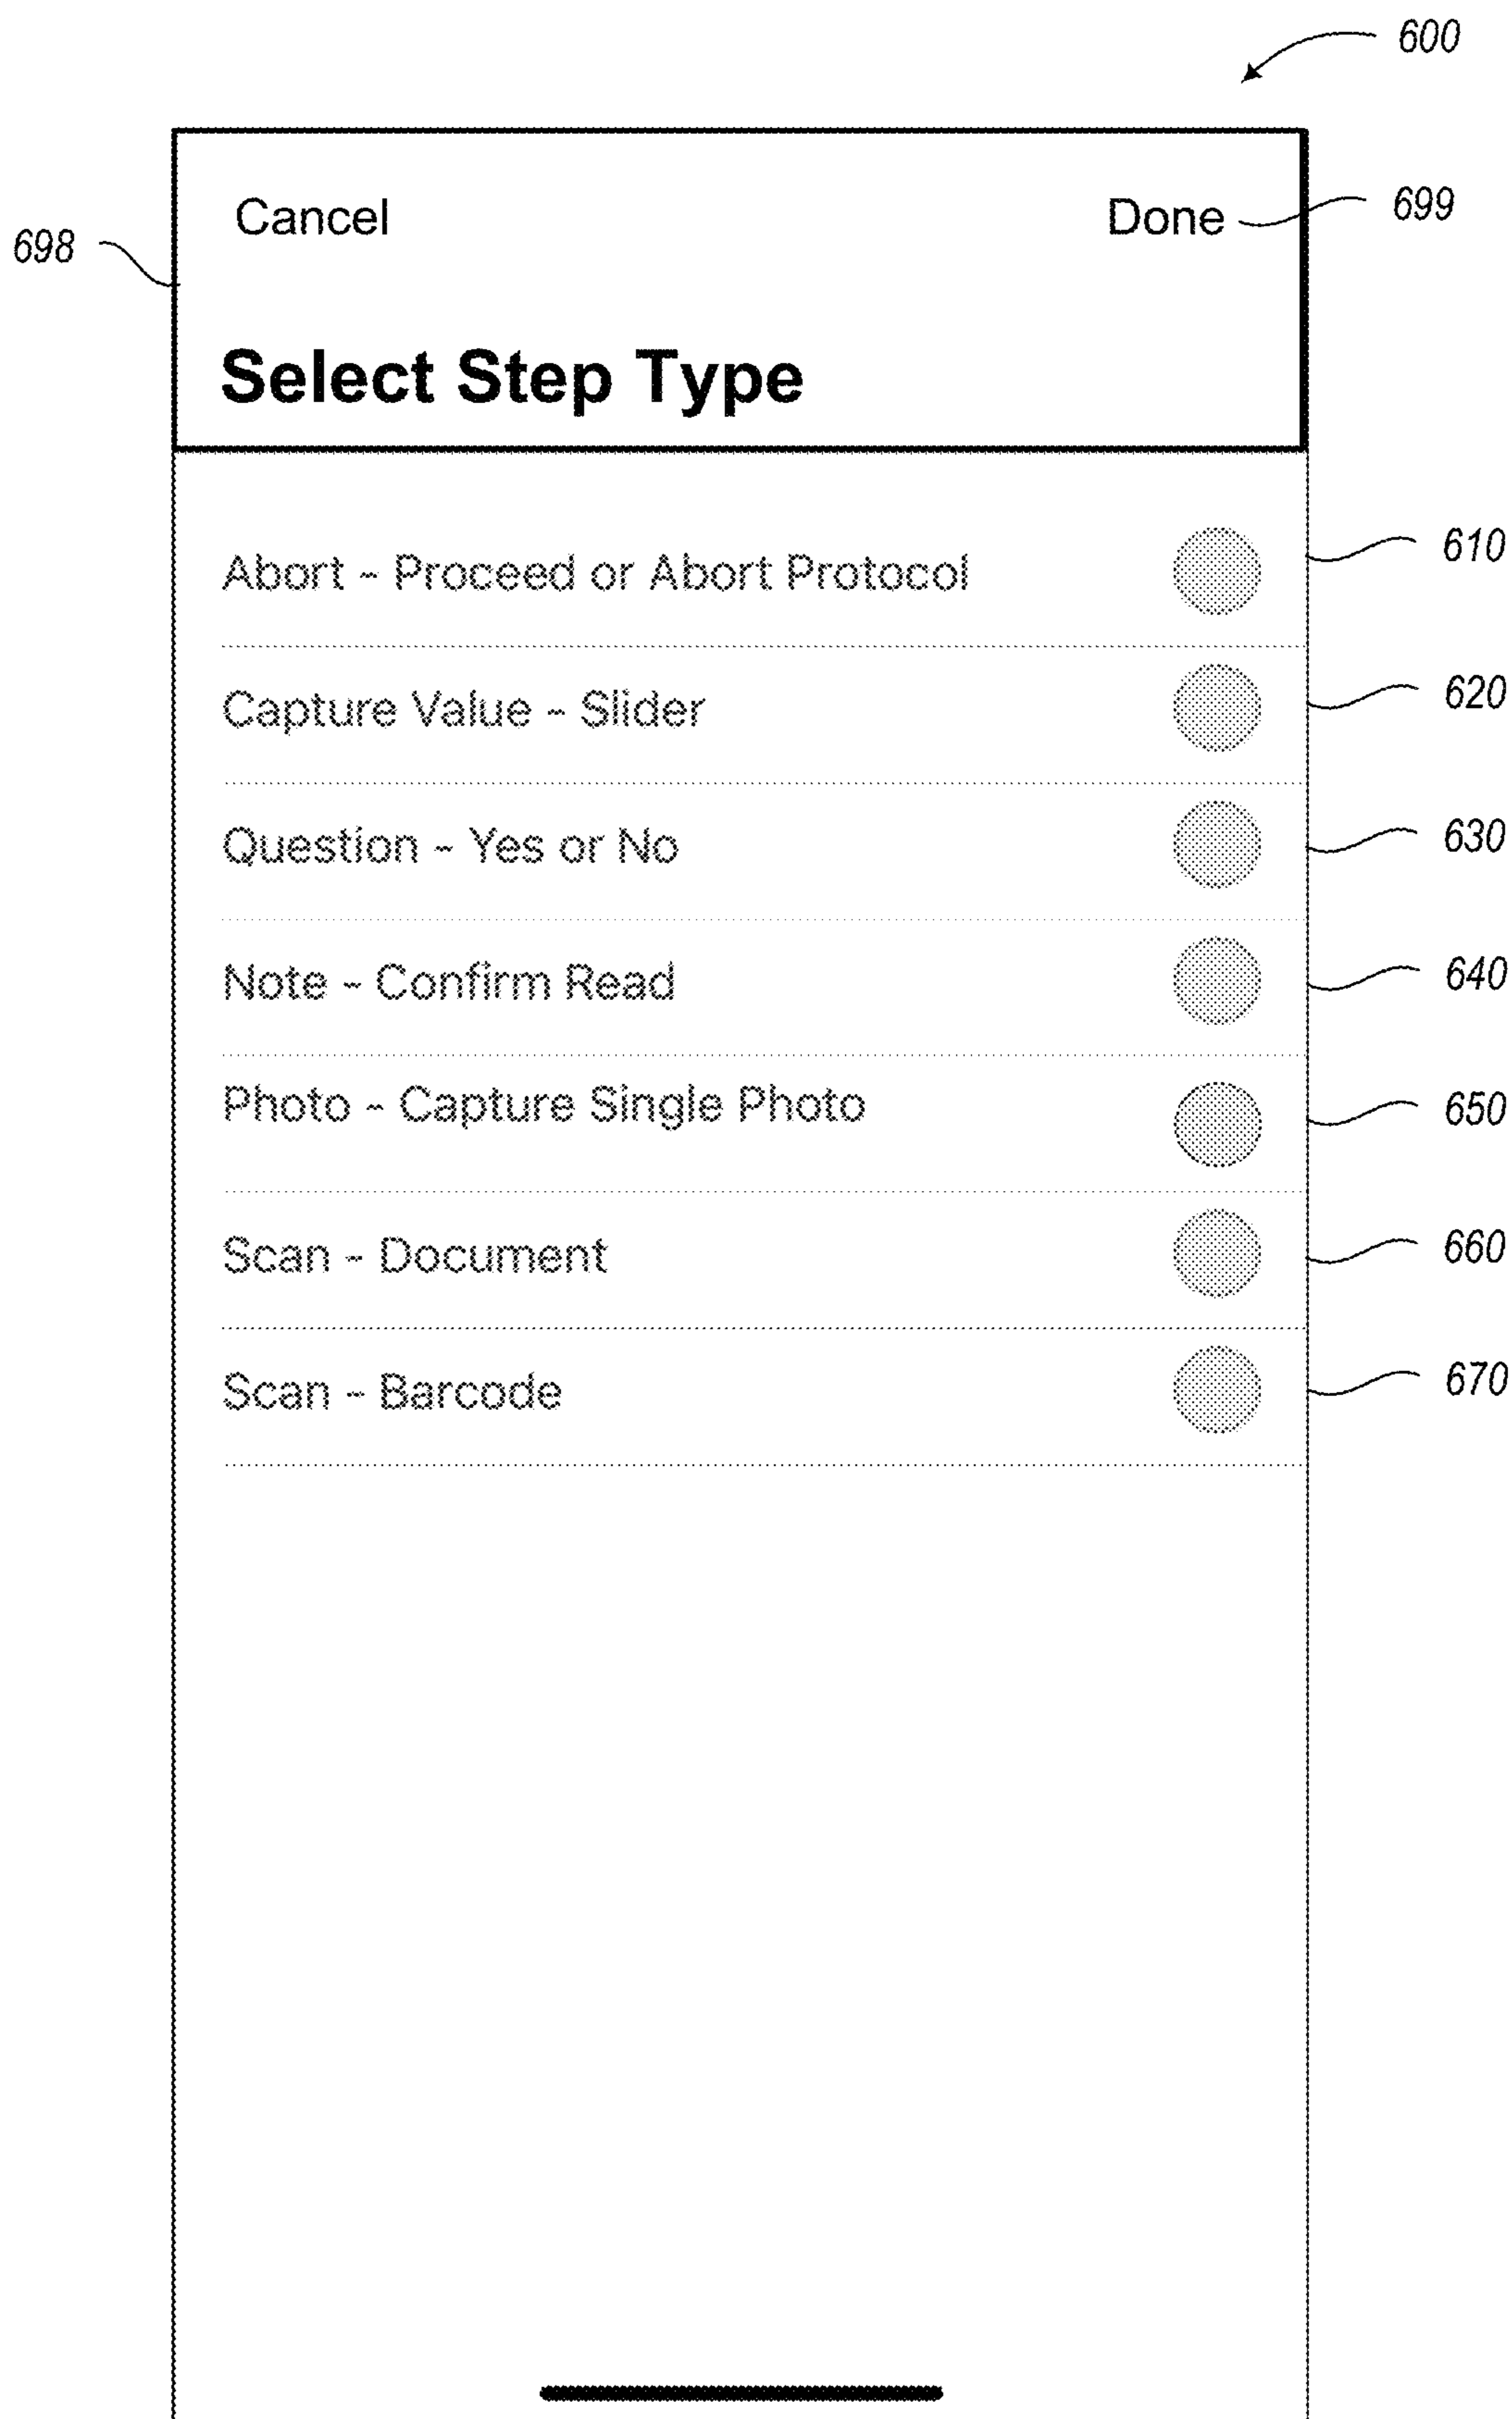 600
Cancel Done 699
698
Select Step Type
Abort - Proceed or Abort Protocol 610
Capture Value - Slider 620
Question - Yes or No 630
Note - Confirm Read 640
Photo - Capture Single Photo 650
Scan - Document 660
Scan - Barcode 670